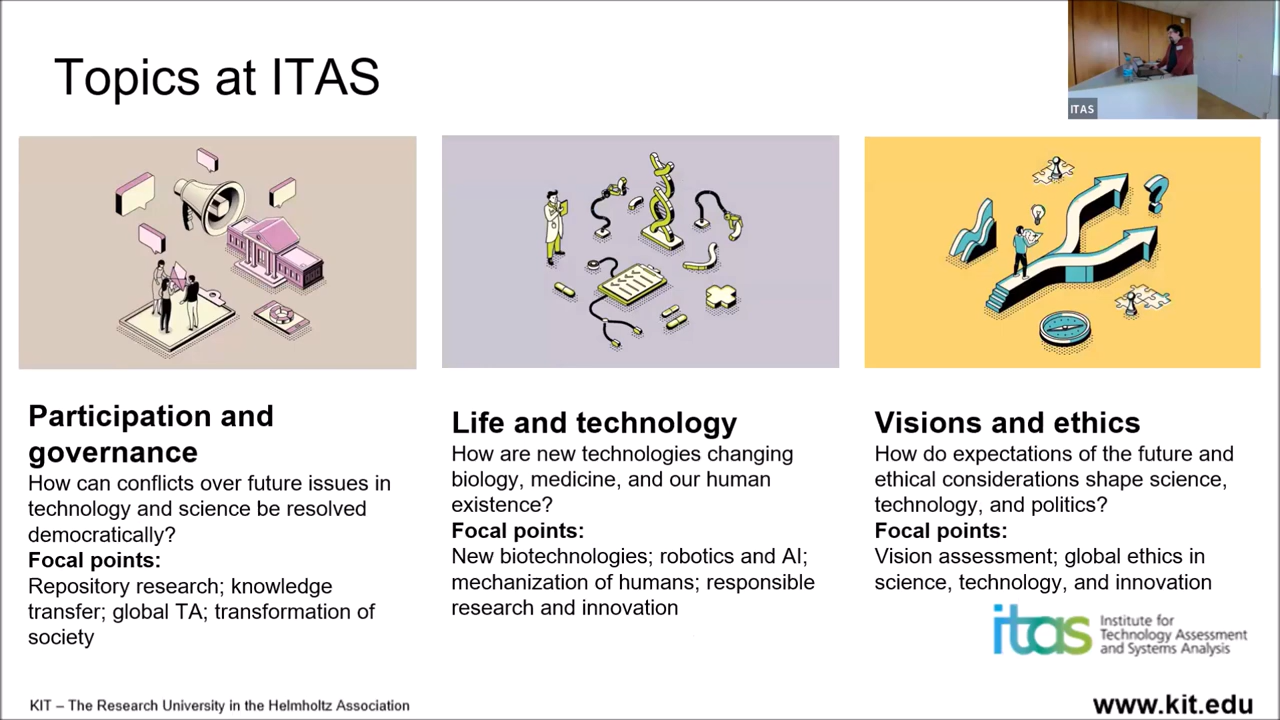 Topics at ITAS
ITAS
Participation and
governance
How can conflicts over future issues in
technology and science be resolved
democratically?
Focal points:
Repository research; knowledge
transfer; global TA; transformation of
society
Life and technology
How are new technologies changing
biology, medicine, and our human
existence?
Focal points:
New biotechnologies; robotics and AI;
mechanization of humans; responsible
research and innovation
Visions and ethics
How do expectations of the future and
ethical considerations shape science,
technology, and politics?
Focal points:
Vision assessment; global ethics in
science, technology, and innovation
itas
Institute for
Technology Assessment
and Systems Analysis
KIT – The Research University in the Helmholtz Association
www.kit.edu